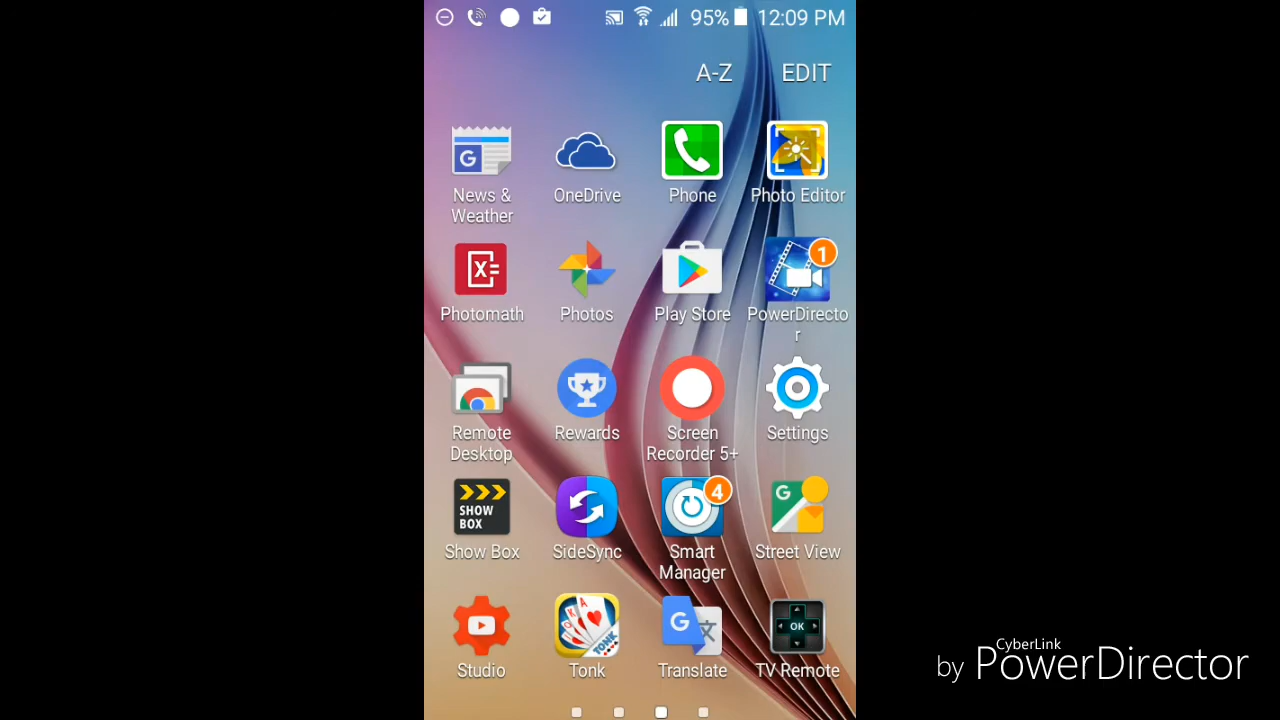 95% 12:09 PM
A-Z EDIT
G
News & Weather
OneDrive
Phone
Photo Editor
X
Photomath
Photos
Play Store
1
PowerDirecto
r
Remote Desktop
Rewards
Screen Recorder 5+
Settings
SHOW
BOX
Show Box
SideSync
4
Smart Manager
G
Street View
Studio
A
K
TONK
Tonk
G 文
Translate
OK
TV Remote
CyberLink
by PowerDirector